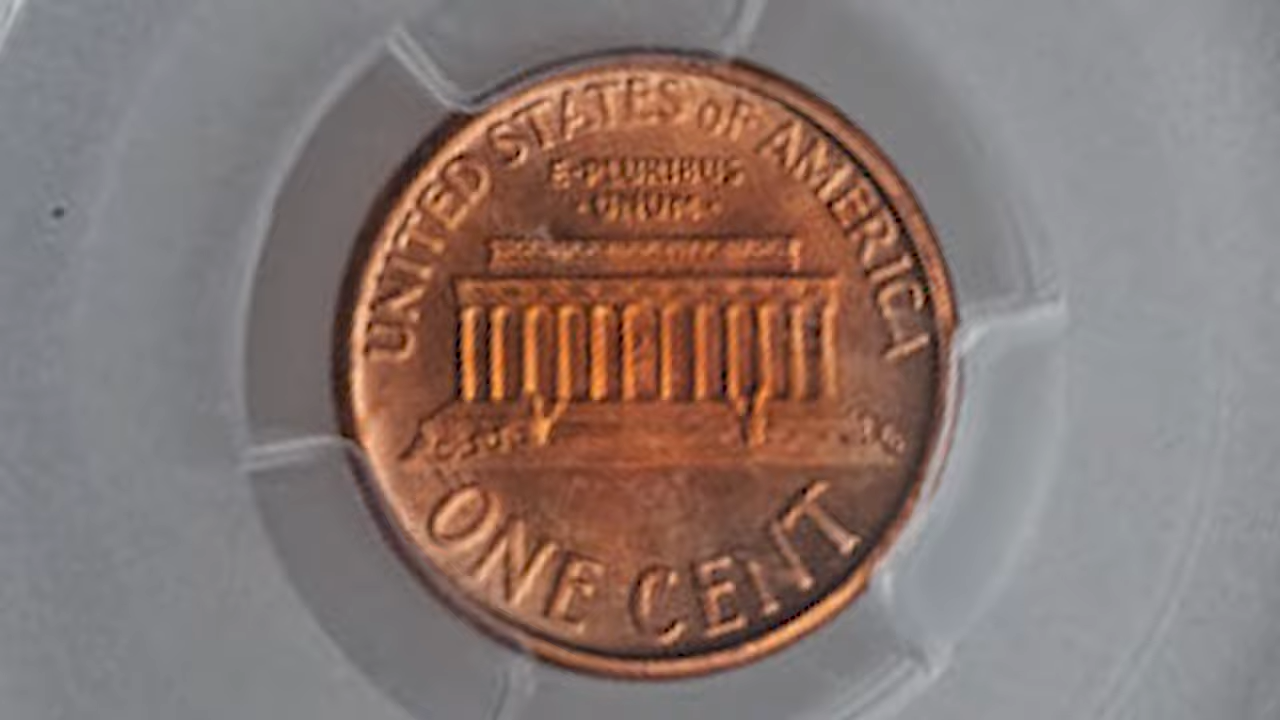 UNITED STATES OF AMERICA
E·PLURIBUS
·UNUM·
ONE CENT